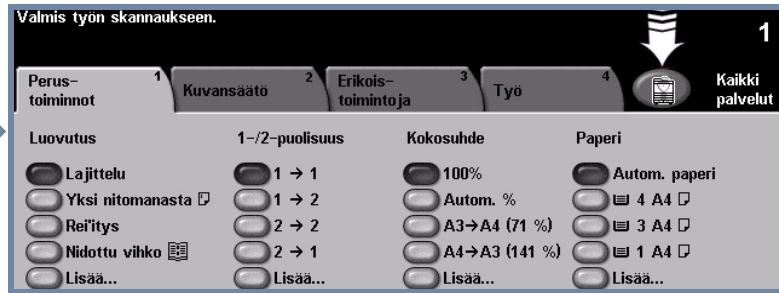 Valmis työn skannaukseen.
1
Perus-
toiminnot
1
Kuvansäätö
2
Erikois-
toimintoja
3
Työ
4
Kaikki
palvelut
Luovutus
Lajittelu
Yksi nitomanasta
Rei'itys
Nidottu vihko
Lisää...
1-/2-puolisuus
1 → 1
1 → 2
2 → 2
2 → 1
Lisää...
Kokosuhde
100%
Autom. %
A3→A4 (71 %)
A4→A3 (141 %)
Lisää...
Paperi
Autom. paperi
4 A4
3 A4
1 A4
Lisää...